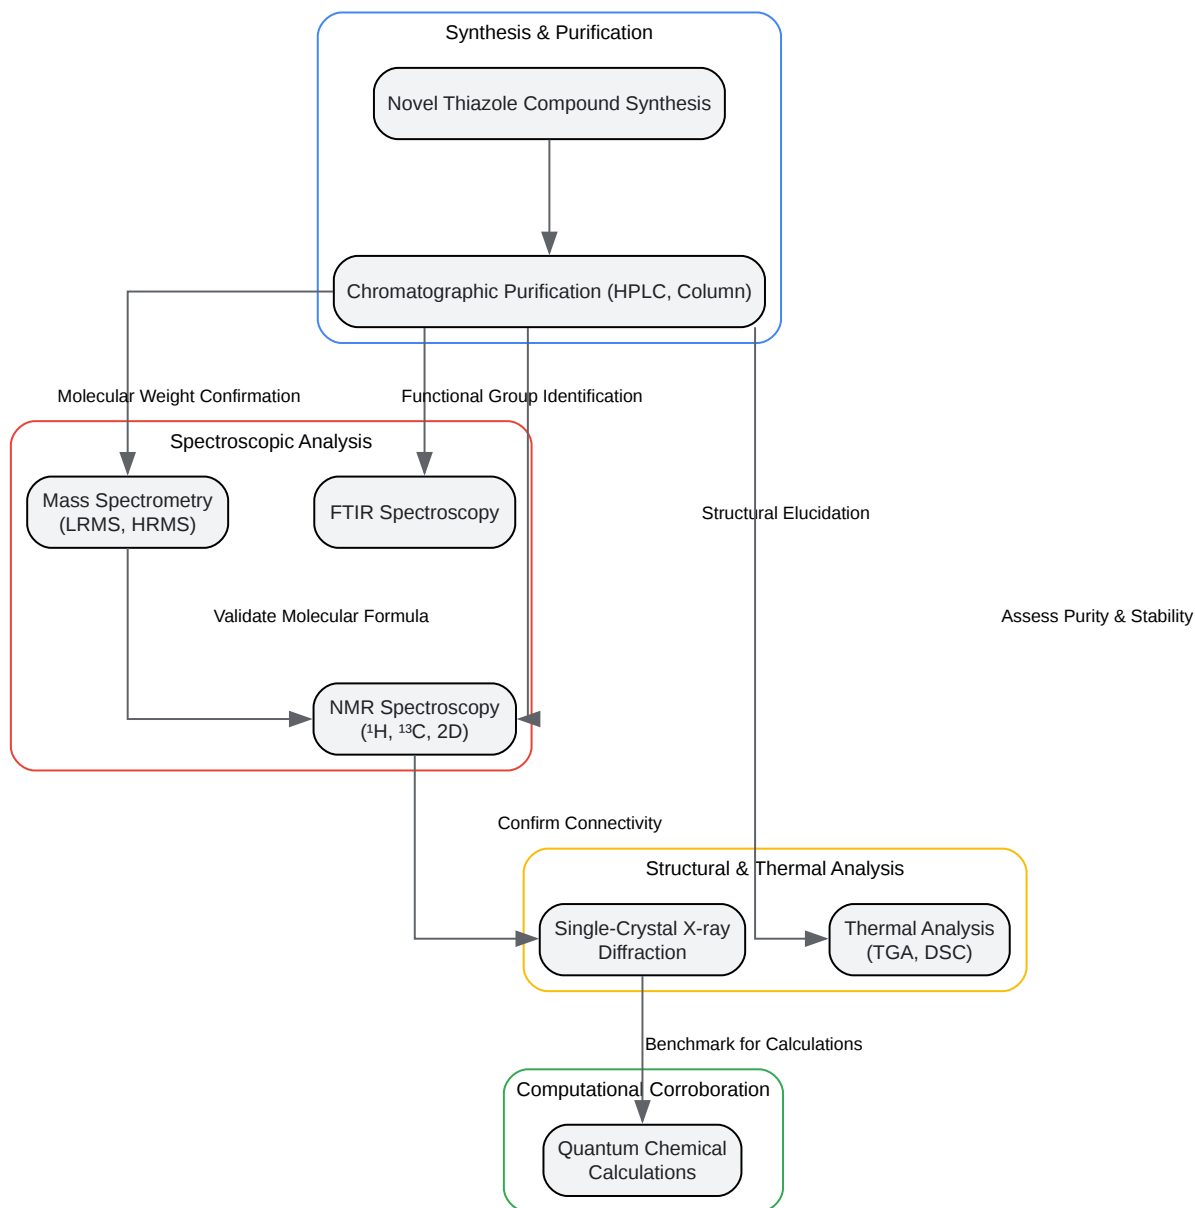 Synthesis & Purification
Novel Thiazole Compound Synthesis
Chromatographic Purification (HPLC, Column)
Molecular Weight Confirmation
Functional Group Identification
Spectroscopic Analysis
Mass Spectrometry
(LRMS, HRMS)
FTIR Spectroscopy
Structural Elucidation
Validate Molecular Formula
Assess Purity & Stability
NMR Spectroscopy
(¹H, ¹³C, 2D)
Confirm Connectivity
Structural & Thermal Analysis
Single-Crystal X-ray
Diffraction
Thermal Analysis
(TGA, DSC)
Benchmark for Calculations
Computational Corroboration
Quantum Chemical
Calculations